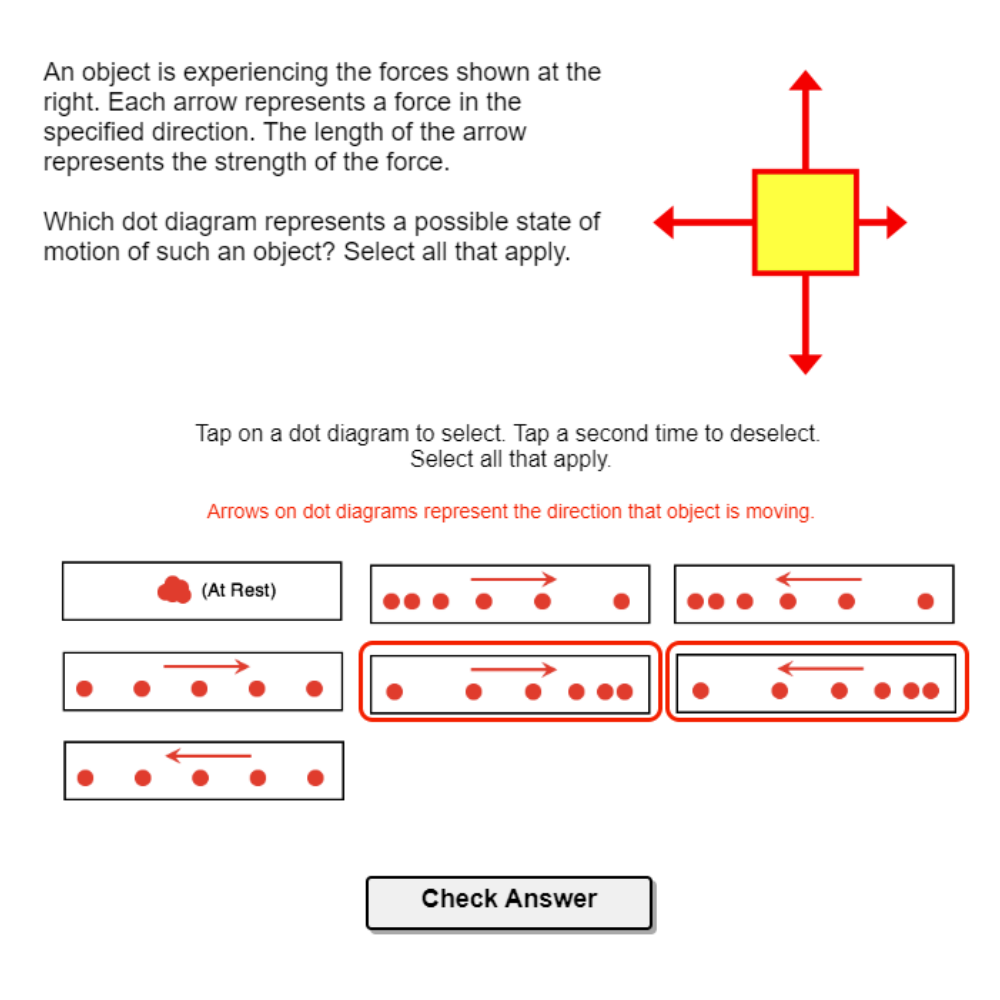 An object is experiencing the forces shown at the
right. Each arrow represents a force in the
specified direction. The length of the arrow
represents the strength of the force.
Which dot diagram represents a possible state of
motion of such an object? Select all that apply.
Tap on a dot diagram to select. Tap a second time to deselect.
Select all that apply.
Arrows on dot diagrams represent the direction that object is moving.
(At Rest)
Check Answer